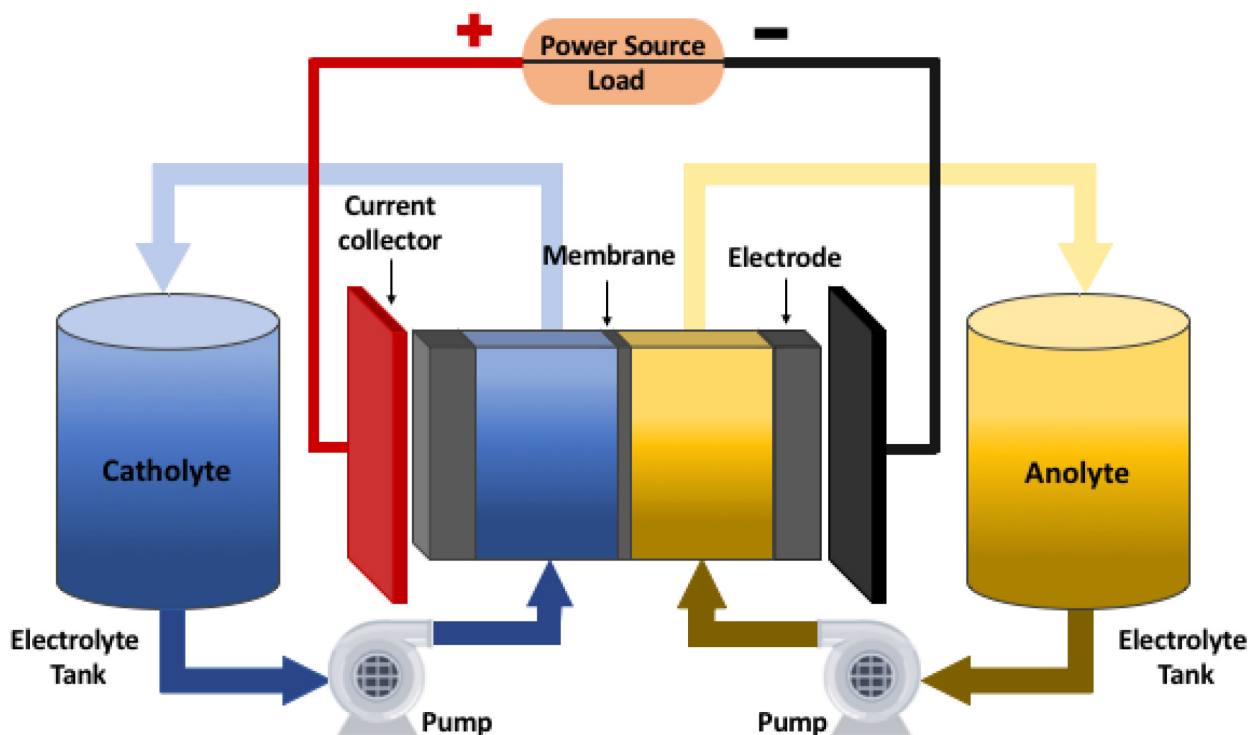 +
−
Power Source
Load
Current
collector
Membrane
Electrode
Catholyte
Anolyte
Electrolyte
Tank
Electrolyte
Tank
Pump
Pump